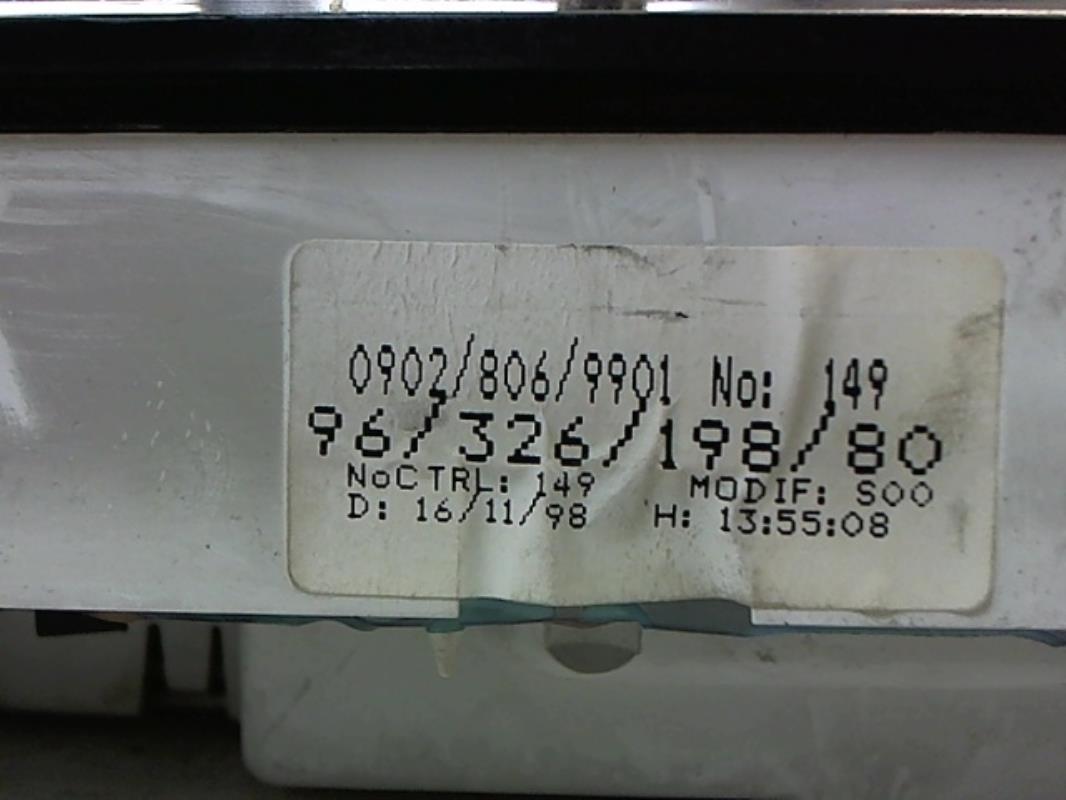 0902/806/9901 No: 149
96/326/198/80
NoCTRL: 149 MODIF: S00
D: 16/11/98 H: 13:55:08